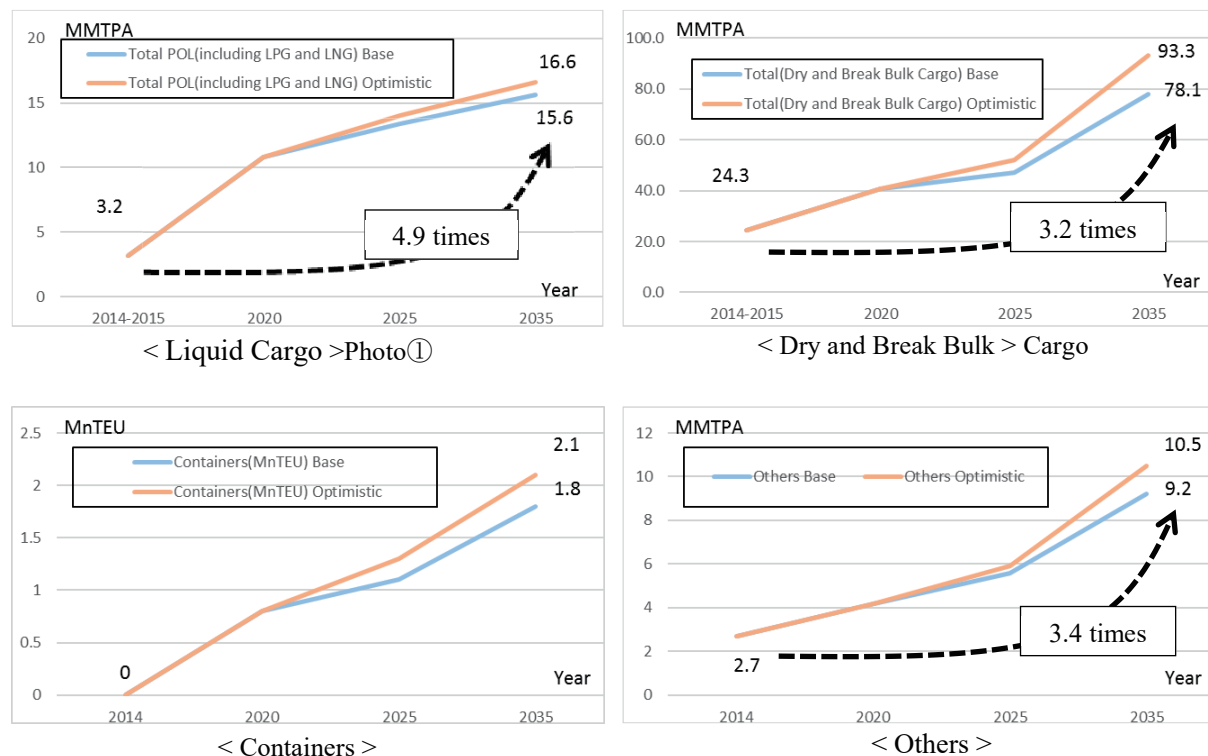 MMTPA
20
Total POL(including LPG and LNG) Base
Total POL(including LPG and LNG) Optimistic
16.6
15
15.6
10
3.2
5
4.9 times
0
Year
2014-2015 2020 2025 2035
< Liquid Cargo >Photo①
MMTPA
100.0
Total(Dry and Break Bulk Cargo) Base
Total(Dry and Break Bulk Cargo) Optimistic
93.3
80.0
78.1
60.0
24.3
40.0
3.2 times
20.0
0.0
Year
2014-2015 2020 2025 2035
< Dry and Break Bulk > Cargo
MnTEU
2.5
Containers(MnTEU) Base
Containers(MnTEU) Optimistic
2.1
2
1.8
1.5
1
0.5
0
0
Year
2014 2020 2025 2035
< Containers >
MMTPA
12
Others Base Others Optimistic
10.5
10
9.2
8
6
4
3.4 times
2
2.7
0
Year
2014 2020 2025 2035
< Others >